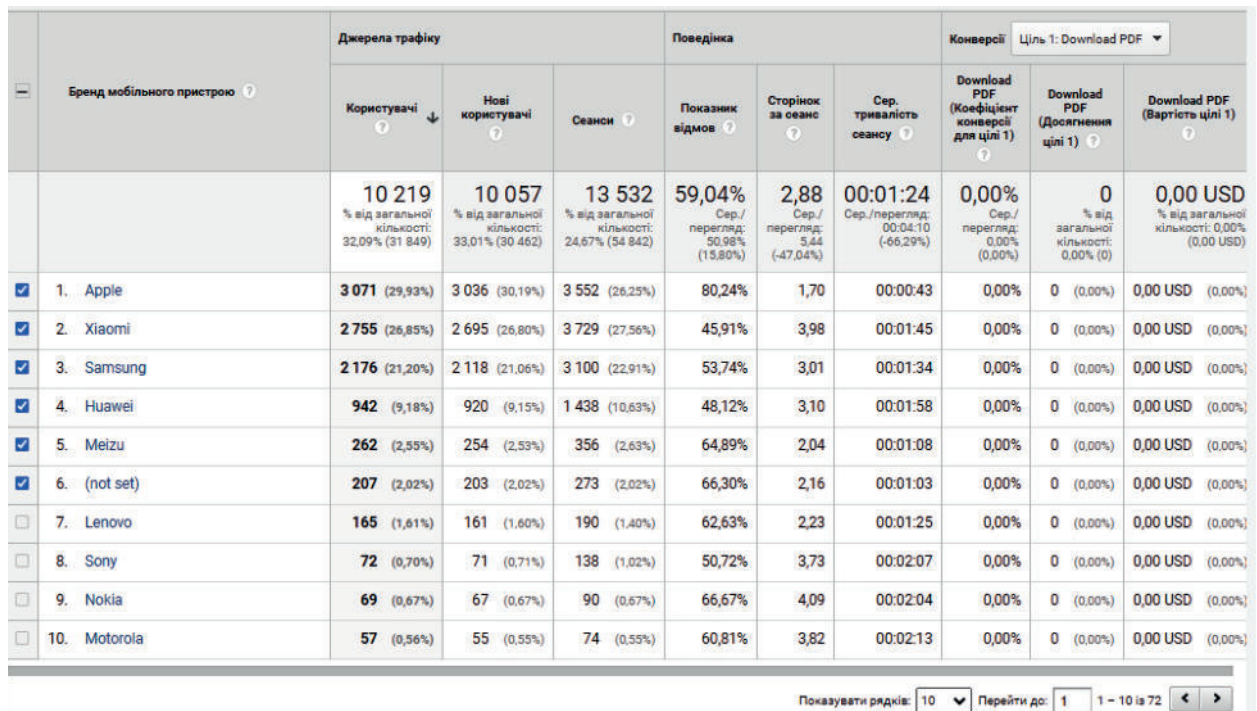 Джерела трафіку Поведінка Конверсії Ціль 1: Download PDF
Бренд мобільного пристрою ?
Користувачі ?
Нові користувачі ?
Сеанси ?
Показник відмов ?
Сторінок за сеанс ?
Сер. тривалість сеансу ?
Download PDF (Коефіцієнт конверсії для цілі 1) ?
Download PDF (Досягнення цілі 1) ?
Download PDF (Вартість цілі 1) ?
10 219 % від загальної кількості: 32,09% (31 849)
10 057 % від загальної кількості: 33,01% (30 462)
13 532 % від загальної кількості: 24,67% (54 842)
59,04% Сер./перегляд: 50,98% (15,80%)
2,88 Сер./перегляд: 5,44 (-47,04%)
00:01:24 Сер./перегляд: 00:04:10 (-66,29%)
0,00% Сер./перегляд: 0,00% (0,00%)
0 % від загальної кількості: 0,00% (0)
0,00 USD % від загальної кількості: 0,00% (0,00 USD)
1. Apple 3 071 (29,93%) 3 036 (30,19%) 3 552 (26,25%) 80,24% 1,70 00:00:43 0,00% 0 (0,00%) 0,00 USD (0,00%)
2. Xiaomi 2 755 (26,85%) 2 695 (26,80%) 3 729 (27,56%) 45,91% 3,98 00:01:45 0,00% 0 (0,00%) 0,00 USD (0,00%)
3. Samsung 2 176 (21,20%) 2 118 (21,06%) 3 100 (22,91%) 53,74% 3,01 00:01:34 0,00% 0 (0,00%) 0,00 USD (0,00%)
4. Huawei 942 (9,18%) 920 (9,15%) 1 438 (10,63%) 48,12% 3,10 00:01:58 0,00% 0 (0,00%) 0,00 USD (0,00%)
5. Meizu 262 (2,55%) 254 (2,53%) 356 (2,63%) 64,89% 2,04 00:01:08 0,00% 0 (0,00%) 0,00 USD (0,00%)
6. (not set) 207 (2,02%) 203 (2,02%) 273 (2,02%) 66,30% 2,16 00:01:03 0,00% 0 (0,00%) 0,00 USD (0,00%)
7. Lenovo 165 (1,61%) 161 (1,60%) 190 (1,40%) 62,63% 2,23 00:01:25 0,00% 0 (0,00%) 0,00 USD (0,00%)
8. Sony 72 (0,70%) 71 (0,71%) 138 (1,02%) 50,72% 3,73 00:02:07 0,00% 0 (0,00%) 0,00 USD (0,00%)
9. Nokia 69 (0,67%) 67 (0,67%) 90 (0,67%) 66,67% 4,09 00:02:04 0,00% 0 (0,00%) 0,00 USD (0,00%)
10. Motorola 57 (0,56%) 55 (0,55%) 74 (0,55%) 60,81% 3,82 00:02:13 0,00% 0 (0,00%) 0,00 USD (0,00%)
Показувати рядків: 10 Перейти до: 1 1 – 10 із 72